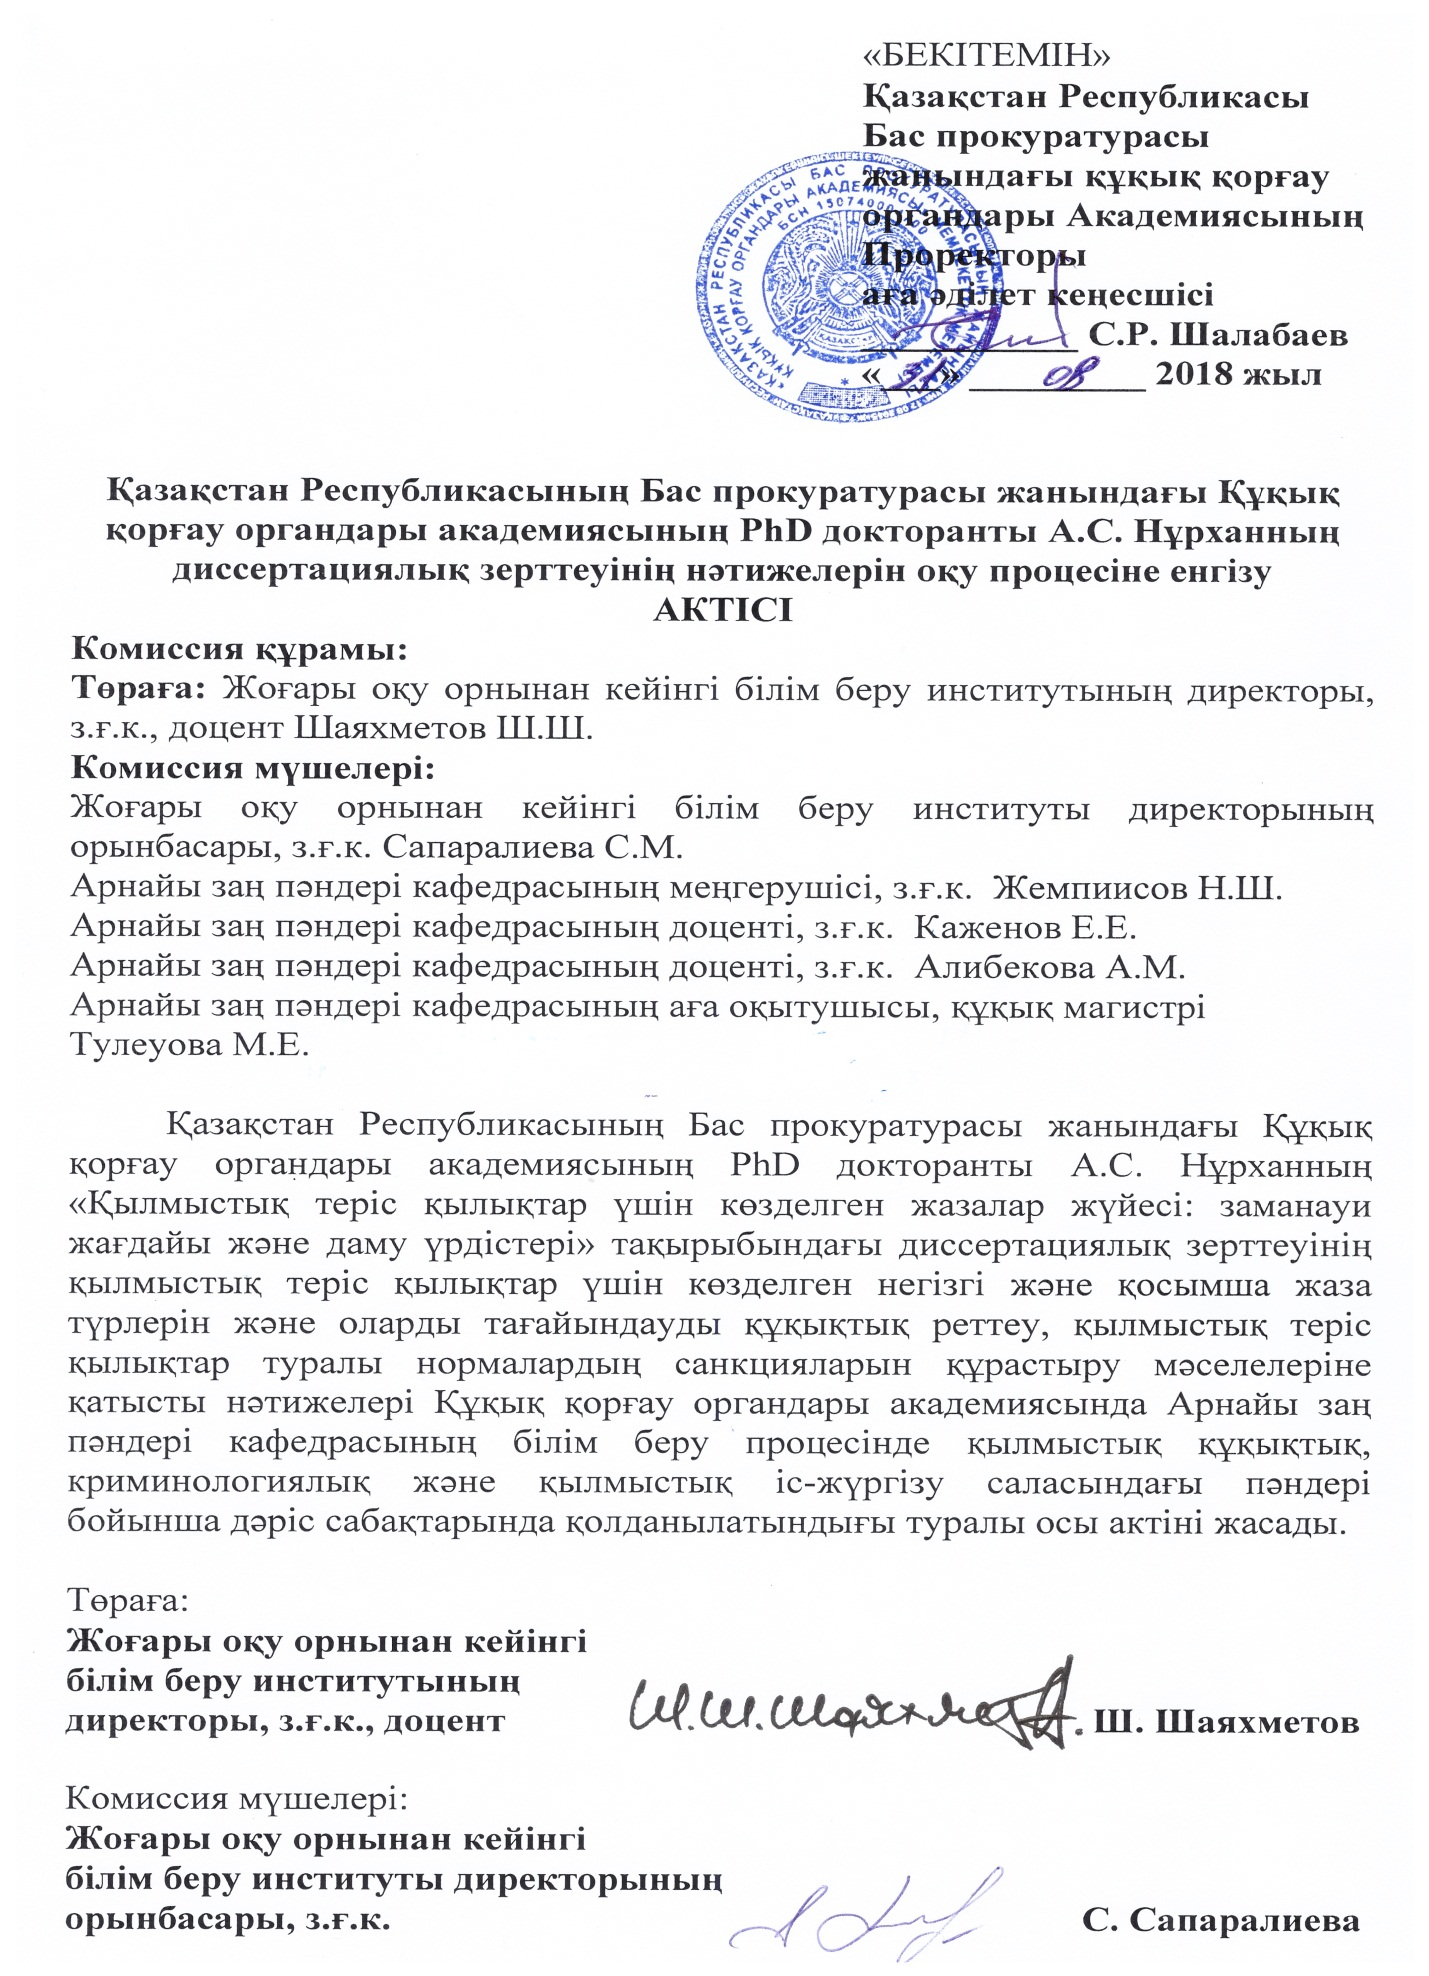 «БЕКІТЕМІН»
Қазақстан Республикасы
Бас прокуратурасы
жанындағы құқық қорғау
органдары Академиясының
Проректоры
аға әділет кеңесшісі
С.Р. Шалабаев
« » 08 2018 жыл
Қазақстан Республикасының Бас прокуратурасы жанындағы Құқық
қорғау органдары академиясының PhD докторанты А.С. Нұрханның
диссертациялық зерттеуінің нәтижелерін оқу процесіне енгізу
АКТІСІ
Комиссия құрамы:
Төраға: Жоғары оқу орнынан кейінгі білім беру институтының директоры,
з.ғ.к., доцент Шаяхметов Ш.Ш.
Комиссия мүшелері:
Жоғары оқу орнынан кейінгі білім беру институты директорының
орынбасары, з.ғ.к. Сапаралиева С.М.
Арнайы заң пәндері кафедрасының меңгерушісі, з.ғ.к. Жемпиисов Н.Ш.
Арнайы заң пәндері кафедрасының доценті, з.ғ.к. Каженов Е.Е.
Арнайы заң пәндері кафедрасының доценті, з.ғ.к. Алибекова А.М.
Арнайы заң пәндері кафедрасының аға оқытушысы, құқық магистрі
Тулеуова М.Е.
Қазақстан Республикасының Бас прокуратурасы жанындағы Құқық
қорғау органдары академиясының PhD докторанты А.С. Нұрханның
«Қылмыстық теріс қылықтар үшін көзделген жазалар жүйесі: заманауи
жағдайы және даму үрдістері» тақырыбындағы диссертациялық зерттеуінің
қылмыстық теріс қылықтар үшін көзделген негізгі және қосымша жаза
түрлерін және оларды тағайындауды құқықтық реттеу, қылмыстық теріс
қылықтар туралы нормалардың санкцияларын құрастыру мәселелеріне
қатысты нәтижелері Құқық қорғау органдары академиясында Арнайы заң
пәндері кафедрасының білім беру процесінде қылмыстық құқықтық,
криминологиялық және қылмыстық іс-жүргізу саласындағы пәндері
бойынша дәріс сабақтарында қолданылатындығы туралы осы актіні жасады.
Төраға:
Жоғары оқу орнынан кейінгі
білім беру институтының
директоры, з.ғ.к., доцент Ш.Ш.Шаяхметов Ш. Шаяхметов
Комиссия мүшелері:
Жоғары оқу орнынан кейінгі
білім беру институты директорының
орынбасары, з.ғ.к. С. Сапаралиева